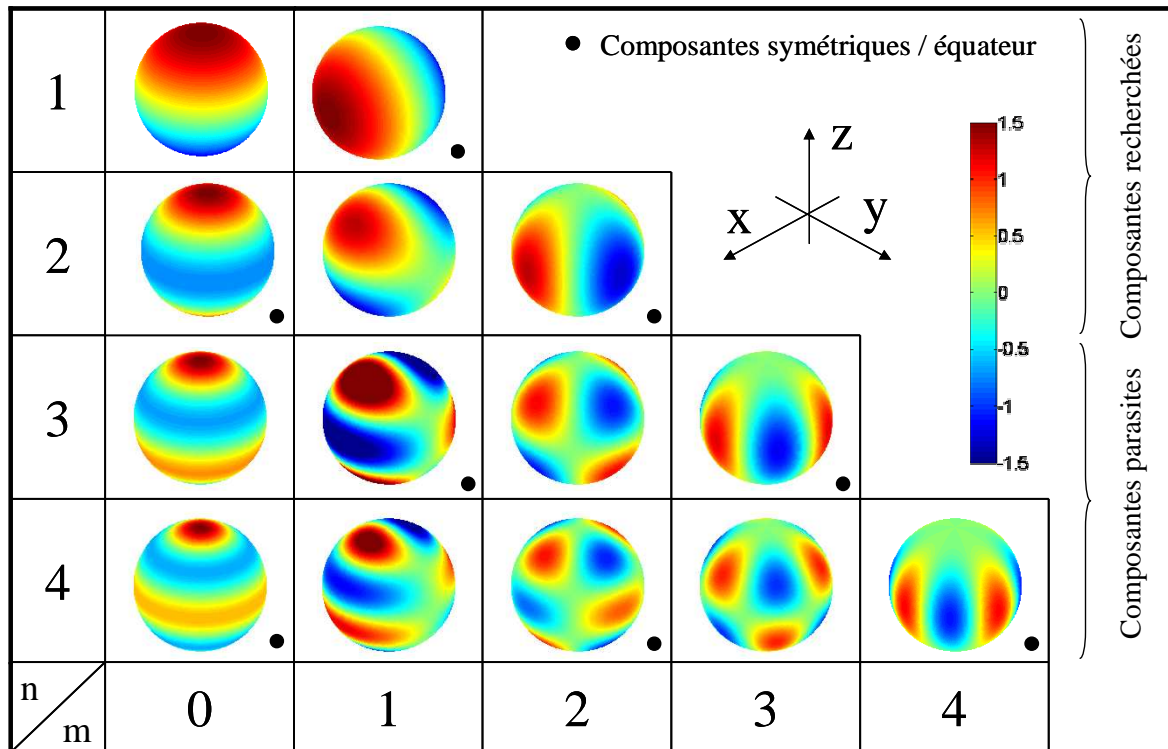 ● Composantes symétriques / équateur
1
2
3
4
n
m
0
1
2
3
4
z
x
y
1.5
1
0.5
0
-0.5
-1
-1.5
Composantes recherchées
Composantes parasites